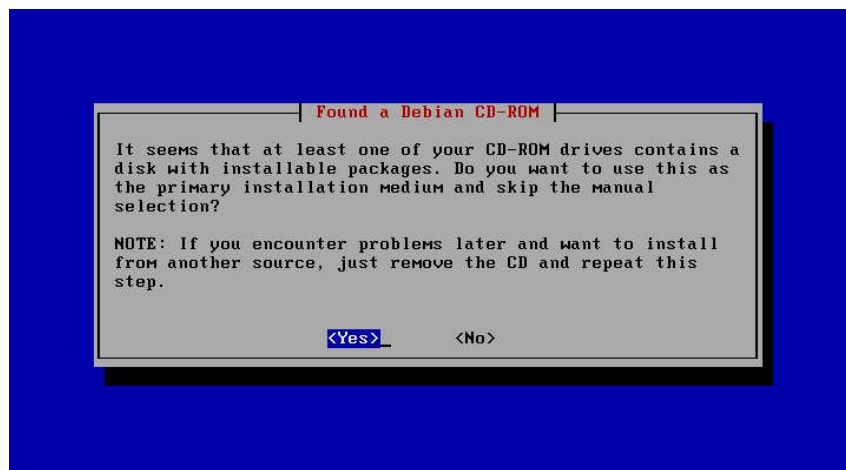 Found a Debian CD-ROM
It seems that at least one of your CD-ROM drives contains a
disk with installable packages. Do you want to use this as
the primary installation medium and skip the manual
selection?
NOTE: If you encounter problems later and want to install
from another source, just remove the CD and repeat this
step.
<Yes> <No>